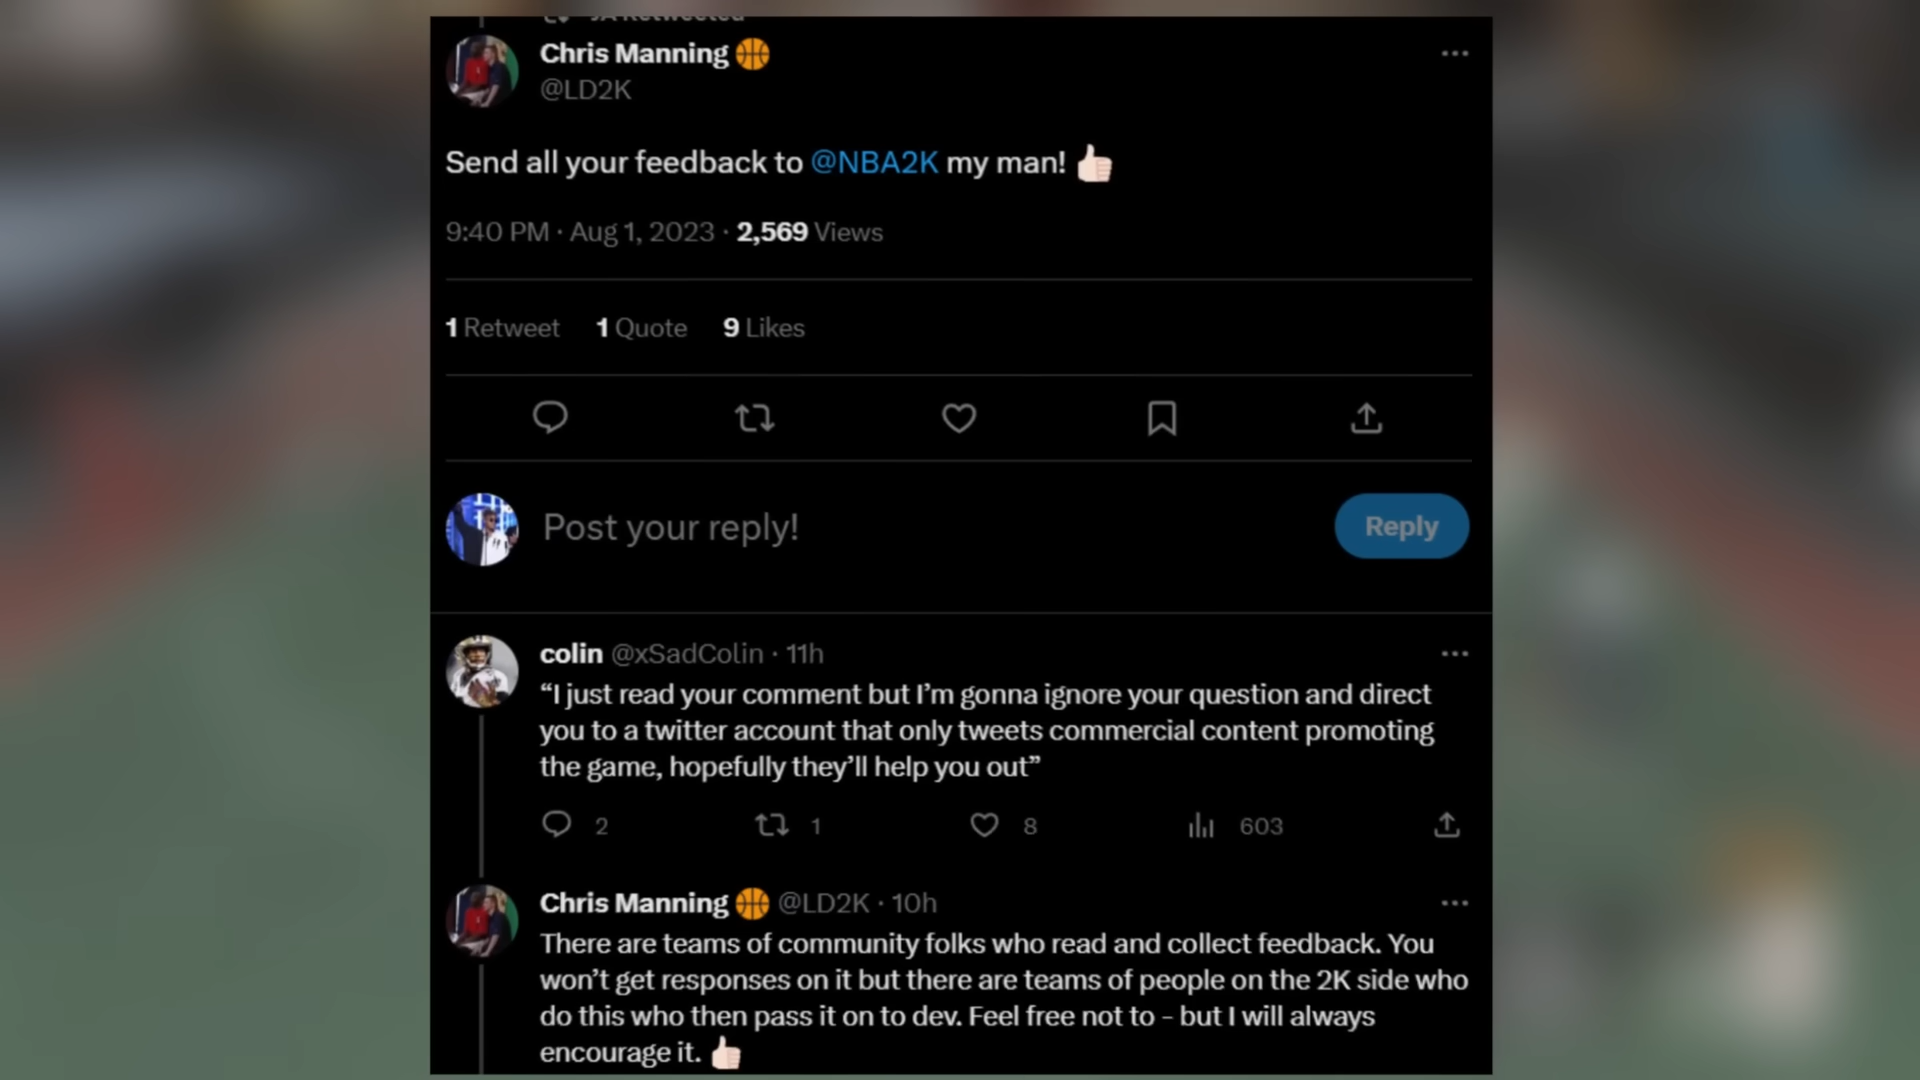 Chris Manning 🏀
@LD2K
Send all your feedback to @NBA2K my man! 👍🏻
9:40 PM · Aug 1, 2023 · 2,569 Views
1 Retweet 1 Quote 9 Likes
Post your reply!
Reply
colin @xSadColin · 11h
“I just read your comment but I’m gonna ignore your question and direct
you to a twitter account that only tweets commercial content promoting
the game, hopefully they’ll help you out”
2 1 8 603
Chris Manning 🏀 @LD2K · 10h
There are teams of community folks who read and collect feedback. You
won’t get responses on it but there are teams of people on the 2K side who
do this who then pass it on to dev. Feel free not to - but I will always
encourage it. 👍🏻